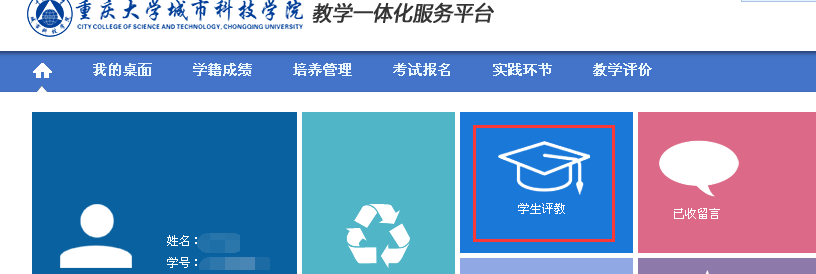 重庆大学城市科技学院 教学一体化服务平台
CITY COLLEGE OF SCIENCE AND TECHNOLOGY, CHONGQING UNIVERSITY
我的桌面 学籍成绩 培养管理 考试报名 实践环节 教学评价
学生评教
已收留言
姓名：
学号：